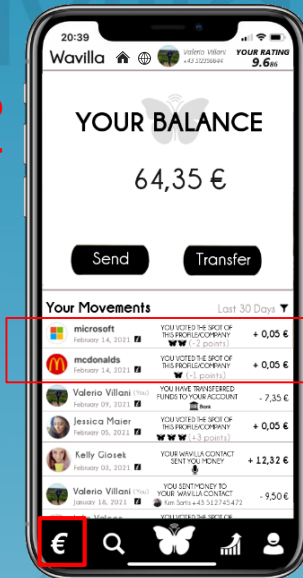 20:39
Wavilla
Valerio Villani
YOUR RATING
9.6
YOUR BALANCE
64,35 €
Send
Transfer
Your Movements
Last 30 Days
microsoft
February 14, 2021
YOU VOTED THE SPOT OF
THIS PROFILE/COMPANY
(-2 points)
+ 0,05 €
mcdonalds
February 14, 2021
YOU VOTED THE SPOT OF
THIS PROFILE/COMPANY
(-1 points)
+ 0,05 €
Valerio Villani (You)
February 09, 2021
YOU HAVE TRANSFERRED
FUNDS TO YOUR ACCOUNT
Bank
- 7,35 €
Jessica Maier
February 05, 2021
YOU VOTED THE SPOT OF
THIS PROFILE/COMPANY
(+3 points)
+ 0,05 €
Kelly Giosek
February 03, 2021
YOUR WAVILLA CONTACT
SENT YOU MONEY
+ 12,32 €
Valerio Villani (You)
January 18, 2021
YOU SENT MONEY TO
YOUR WAVILLA CONTACT
Kim Sams +43 512745472
- 9,50 €
YOU VOTED THE SPOT OF
€